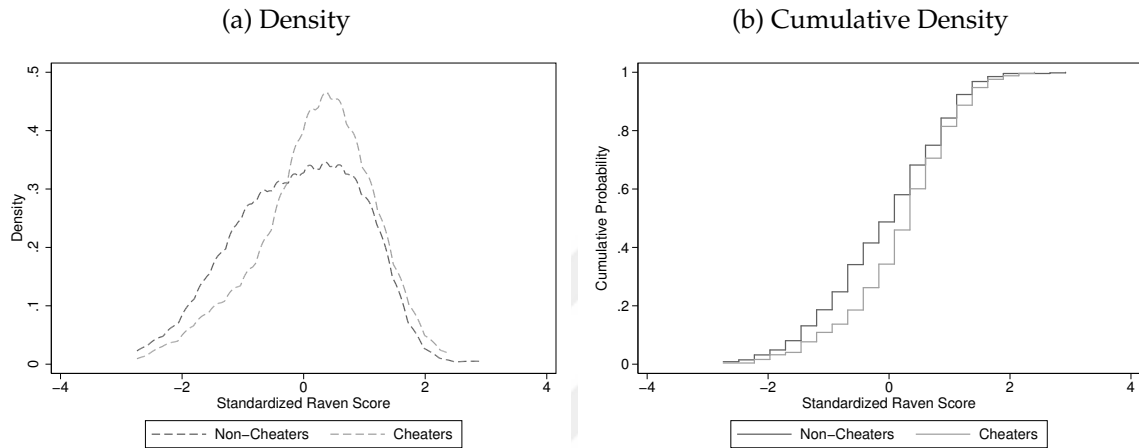 (a) Density
.5
.4
.3
.2
.1
0
Density
−4
−2
0
2
4
Standardized Raven Score
Non−Cheaters
Cheaters
(b) Cumulative Density
1
.8
.6
.4
.2
0
Cumulative Probability
−4
−2
0
2
4
Standardized Raven Score
Non−Cheaters
Cheaters